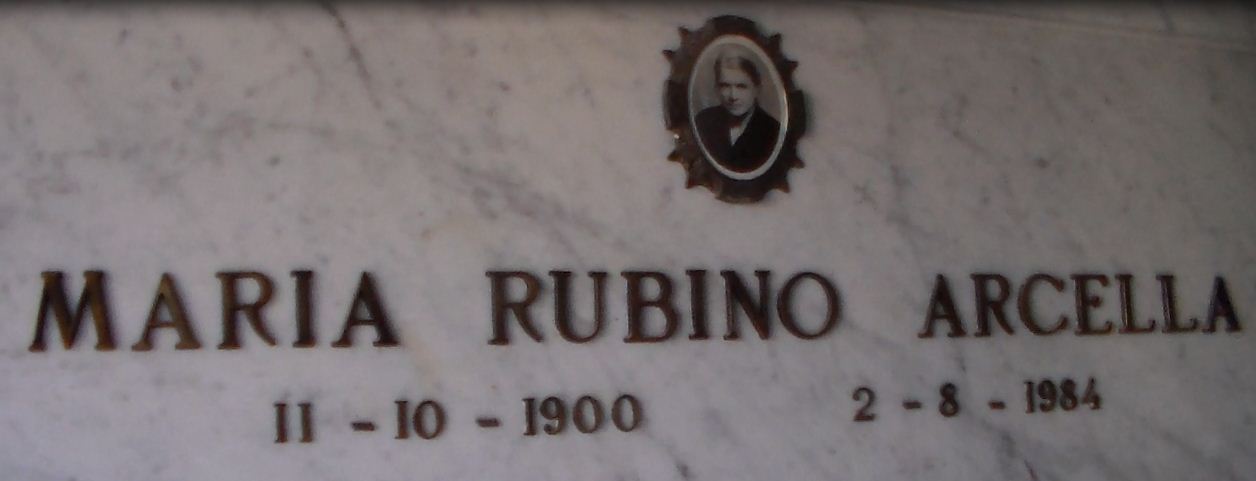 MARIA RUBINO ARCELLA
11 - 10 - 1900 2 - 8 - 1984